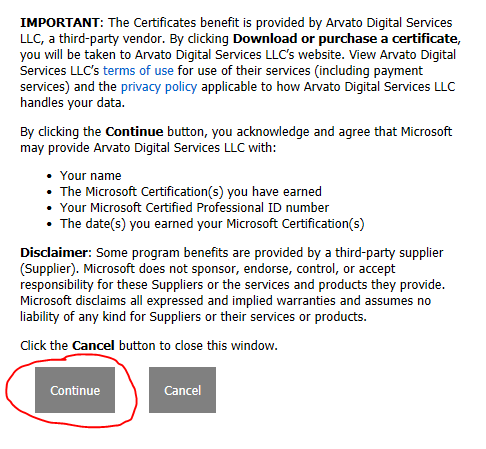 IMPORTANT: The Certificates benefit is provided by Arvato Digital Services
LLC, a third-party vendor. By clicking Download or purchase a certificate,
you will be taken to Arvato Digital Services LLC's website. View Arvato Digital
Services LLC's terms of use for use of their services (including payment
services) and the privacy policy applicable to how Arvato Digital Services LLC
handles your data.
By clicking the Continue button, you acknowledge and agree that Microsoft
may provide Arvato Digital Services LLC with:
• Your name
• The Microsoft Certification(s) you have earned
• Your Microsoft Certified Professional ID number
• The date(s) you earned your Microsoft Certification(s)
Disclaimer: Some program benefits are provided by a third-party supplier
(Supplier). Microsoft does not sponsor, endorse, control, or accept
responsibility for these Suppliers or the services and products they provide.
Microsoft disclaims all expressed and implied warranties and assumes no
liability of any kind for Suppliers or their services or products.
Click the Cancel button to close this window.
Continue Cancel